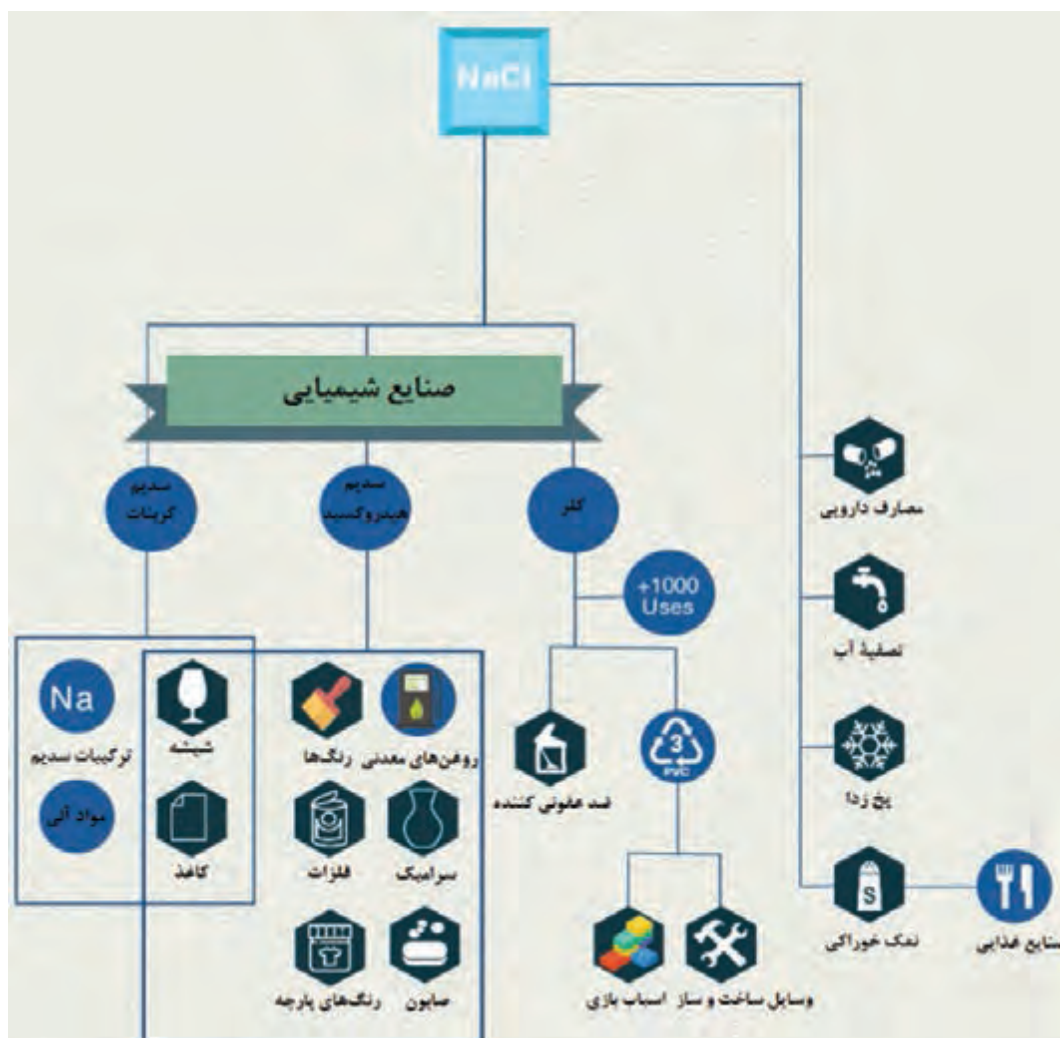 NaCl
صنایع شیمیایی
سدیم
کربنات
سدیم
هیدروکسید
کلر
+1000
Uses
مصارف دارویی
تصفیهٔ آب
یخ زدا
نمک خوراکی
S
صنایع غذایی
ضد عفونی کننده
3
PVC
وسایل ساخت و ساز
اسباب بازی
روغن‌های معدنی
رنگ‌ها
سرامیک
فلزات
صابون
رنگ‌های پارچه
شیشه
کاغذ
Na
ترکیبات سدیم
مواد آلی